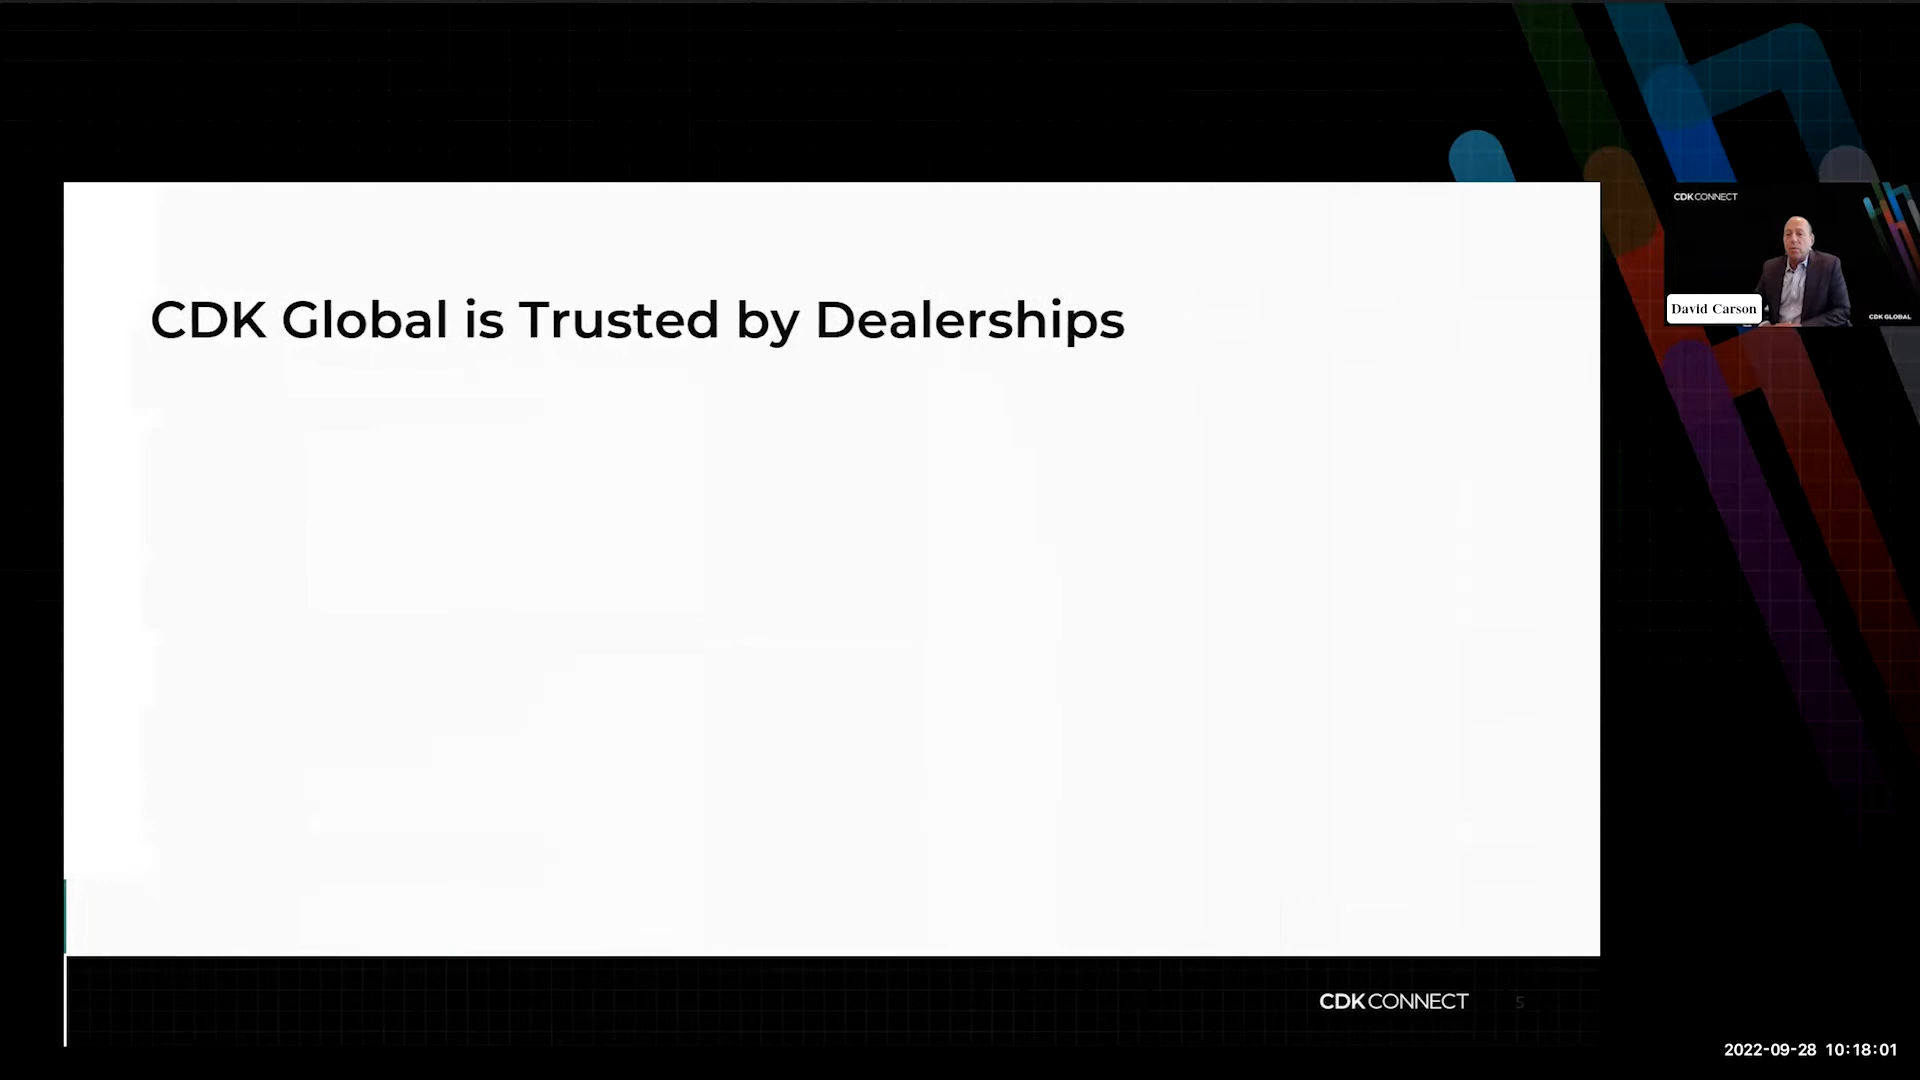 CDK CONNECT
CDK Global is Trusted by Dealerships
David Carson
CDK GLOBAL
CDK CONNECT
5
2022-09-28 10:18:01